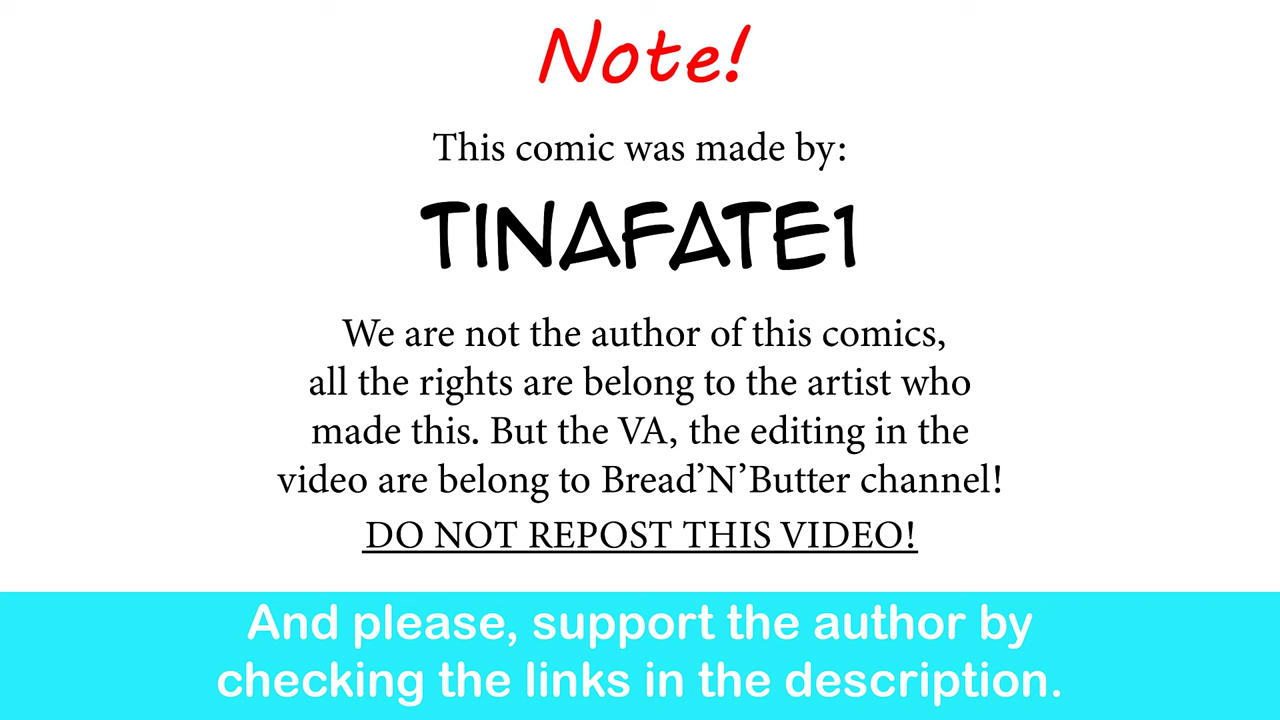 Note!
This comic was made by:
TINAFATE1
We are not the author of this comics,
all the rights are belong to the artist who
made this. But the VA, the editing in the
video are belong to Bread’N’Butter channel!
DO NOT REPOST THIS VIDEO!
And please, support the author by
checking the links in the description.